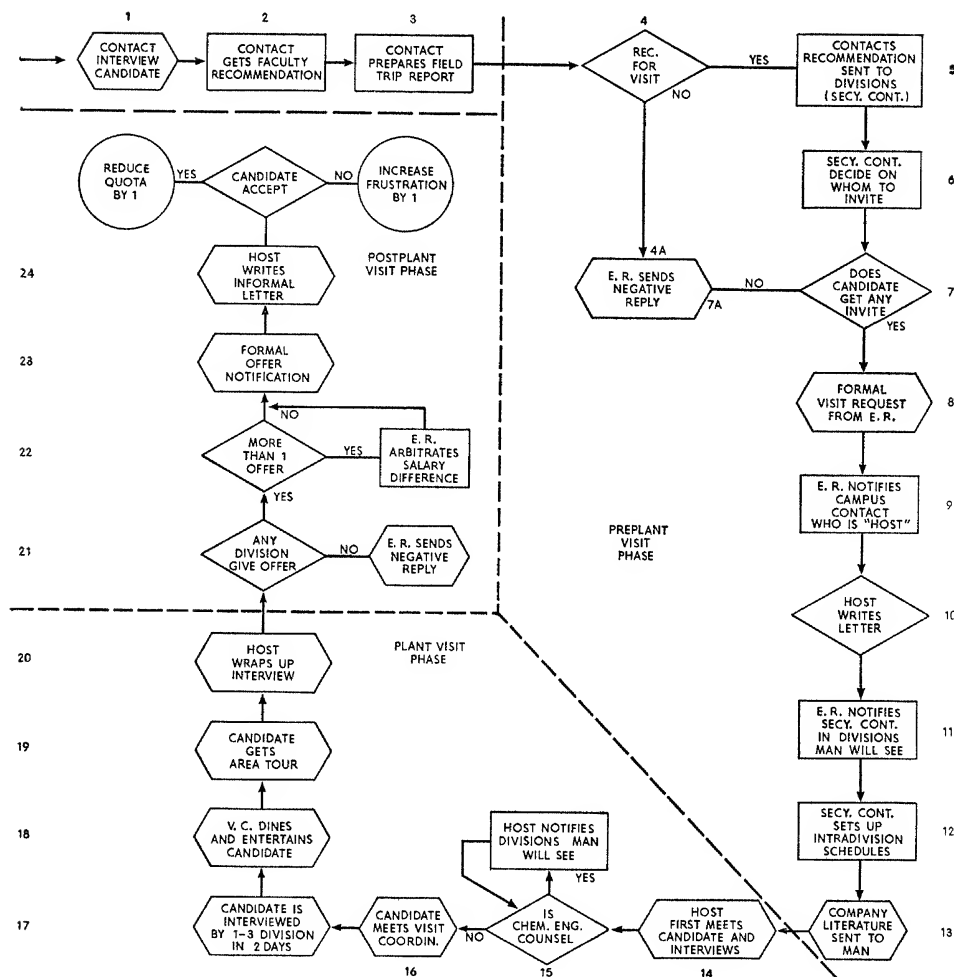 1
2
3
4
CONTACT
INTERVIEW
CANDIDATE
CONTACT
GETS FACULTY
RECOMMENDATION
CONTACT
PREPARES FIELD
TRIP REPORT
REC.
FOR
VISIT
YES
NO
CONTACTS
RECOMMENDATION
SENT TO
DIVISIONS
(SECY. CONT.)
5
SECY. CONT.
DECIDE ON
WHOM TO
INVITE
6
4A
E. R. SENDS
NEGATIVE
REPLY
7A
NO
DOES
CANDIDATE
GET ANY
INVITE
7
YES
FORMAL
VISIT REQUEST
FROM E. R.
8
E. R. NOTIFIES
CAMPUS
CONTACT
WHO IS "HOST"
9
PREPLANT
VISIT
PHASE
HOST
WRITES
LETTER
10
E. R. NOTIFIES
SECY. CONT.
IN DIVISIONS
MAN WILL SEE
11
SECY. CONT.
SETS UP
INTRADIVISION
SCHEDULES
12
COMPANY
LITERATURE
SENT TO
MAN
13
HOST
FIRST MEETS
CANDIDATE AND
INTERVIEWS
14
HOST NOTIFIES
DIVISIONS MAN
WILL SEE
YES
IS
CHEM. ENG.
COUNSEL
15
NO
CANDIDATE
MEETS VISIT
COORDIN.
16
17
CANDIDATE IS
INTERVIEWED
BY 1-3 DIVISION
IN 2 DAYS
18
V. C. DINES
AND ENTERTAINS
CANDIDATE
19
CANDIDATE
GETS
AREA TOUR
20
HOST
WRAPS UP
INTERVIEW
PLANT VISIT
PHASE
21
ANY
DIVISION
GIVE OFFER
NO
E. R. SENDS
NEGATIVE
REPLY
YES
22
MORE
THAN 1
OFFER
YES
E. R.
ARBITRATES
SALARY
DIFFERENCE
NO
23
FORMAL
OFFER
NOTIFICATION
24
HOST
WRITES
INFORMAL
LETTER
POSTPLANT
VISIT PHASE
CANDIDATE
ACCEPT
YES
REDUCE
QUOTA
BY 1
NO
INCREASE
FRUSTRATION
BY 1